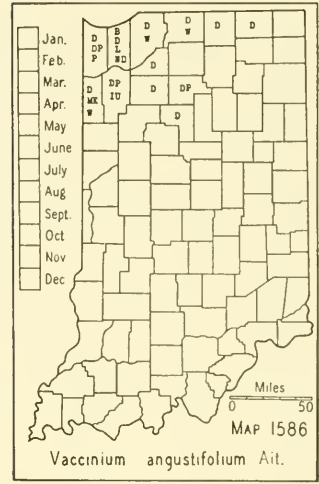 Jan.
Feb.
Mar.
Apr.
May
June
July
Aug
Sept.
Oct
Nov
Dec
D
DP
P
B
D
L
ND
D
W
D
W
D
D
D
D
MK
W
DP
IU
D
DP
D
Miles
0 50
MAP 1586
Vaccinium angustifolium Ait.